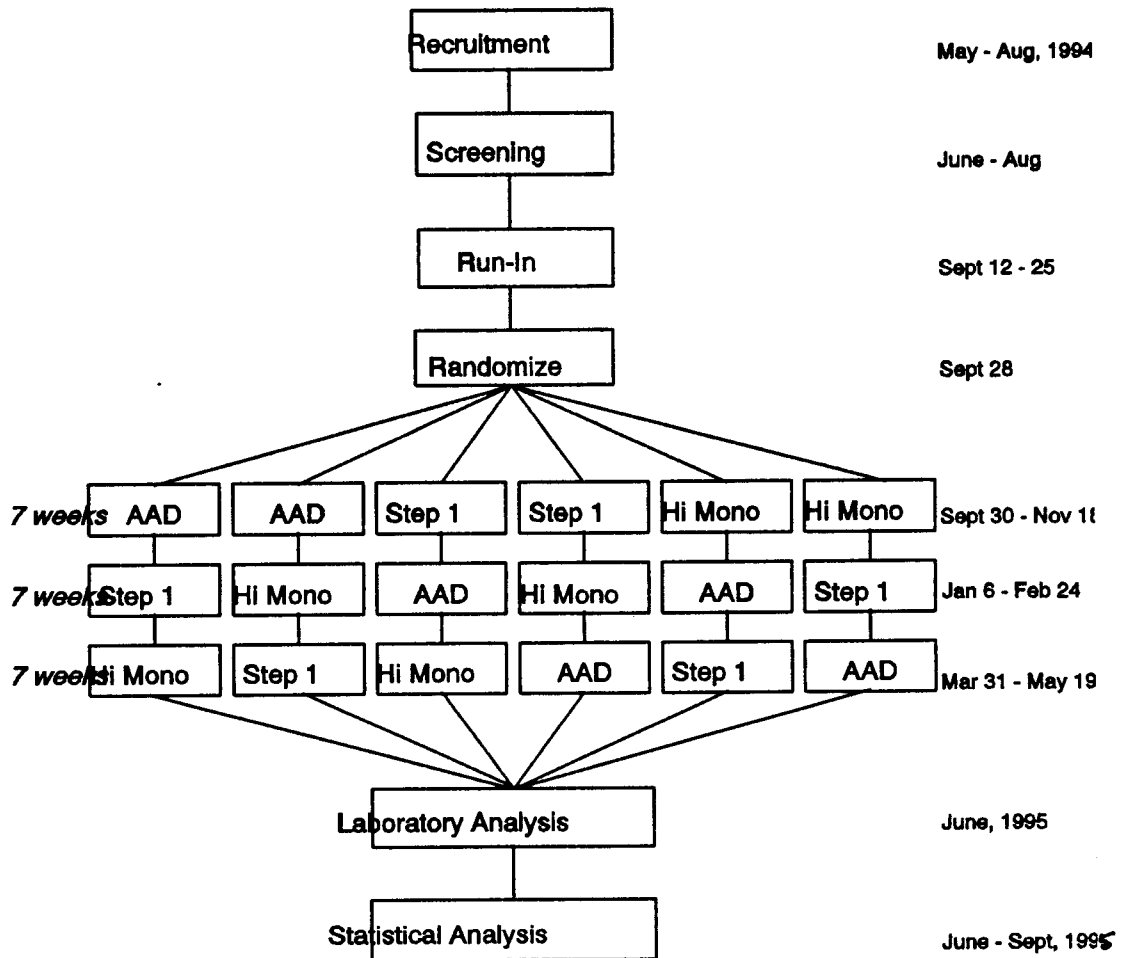 Recruitment May - Aug, 1994
Screening June - Aug
Run-In Sept 12 - 25
Randomize Sept 28
7 weeks AAD AAD Step 1 Step 1 Hi Mono Hi Mono Sept 30 - Nov
7 weeks Step 1 Hi Mono AAD Hi Mono AAD Step 1 Jan 6 - Feb 24
7 weeks Hi Mono Step 1 Hi Mono AAD Step 1 AAD Mar 31 - May 19
Laboratory Analysis June, 1995
Statistical Analysis June - Sept, 1995